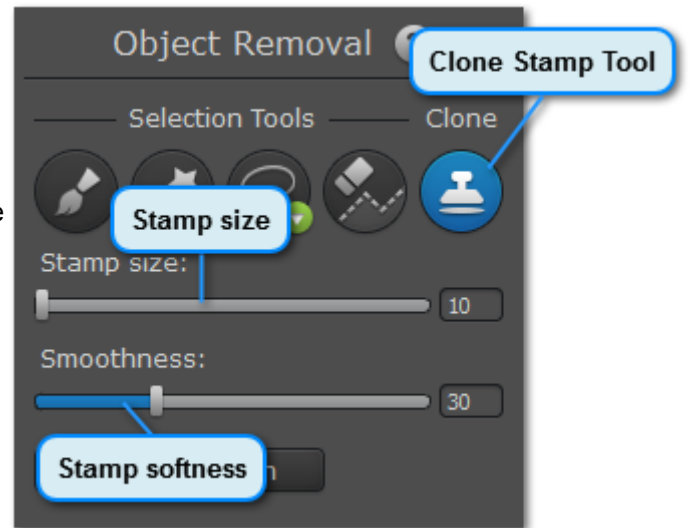 Object Removal
Clone Stamp Tool
Selection Tools
Clone
e
Stamp size
Stamp size:
10
Smoothness:
30
Stamp softness